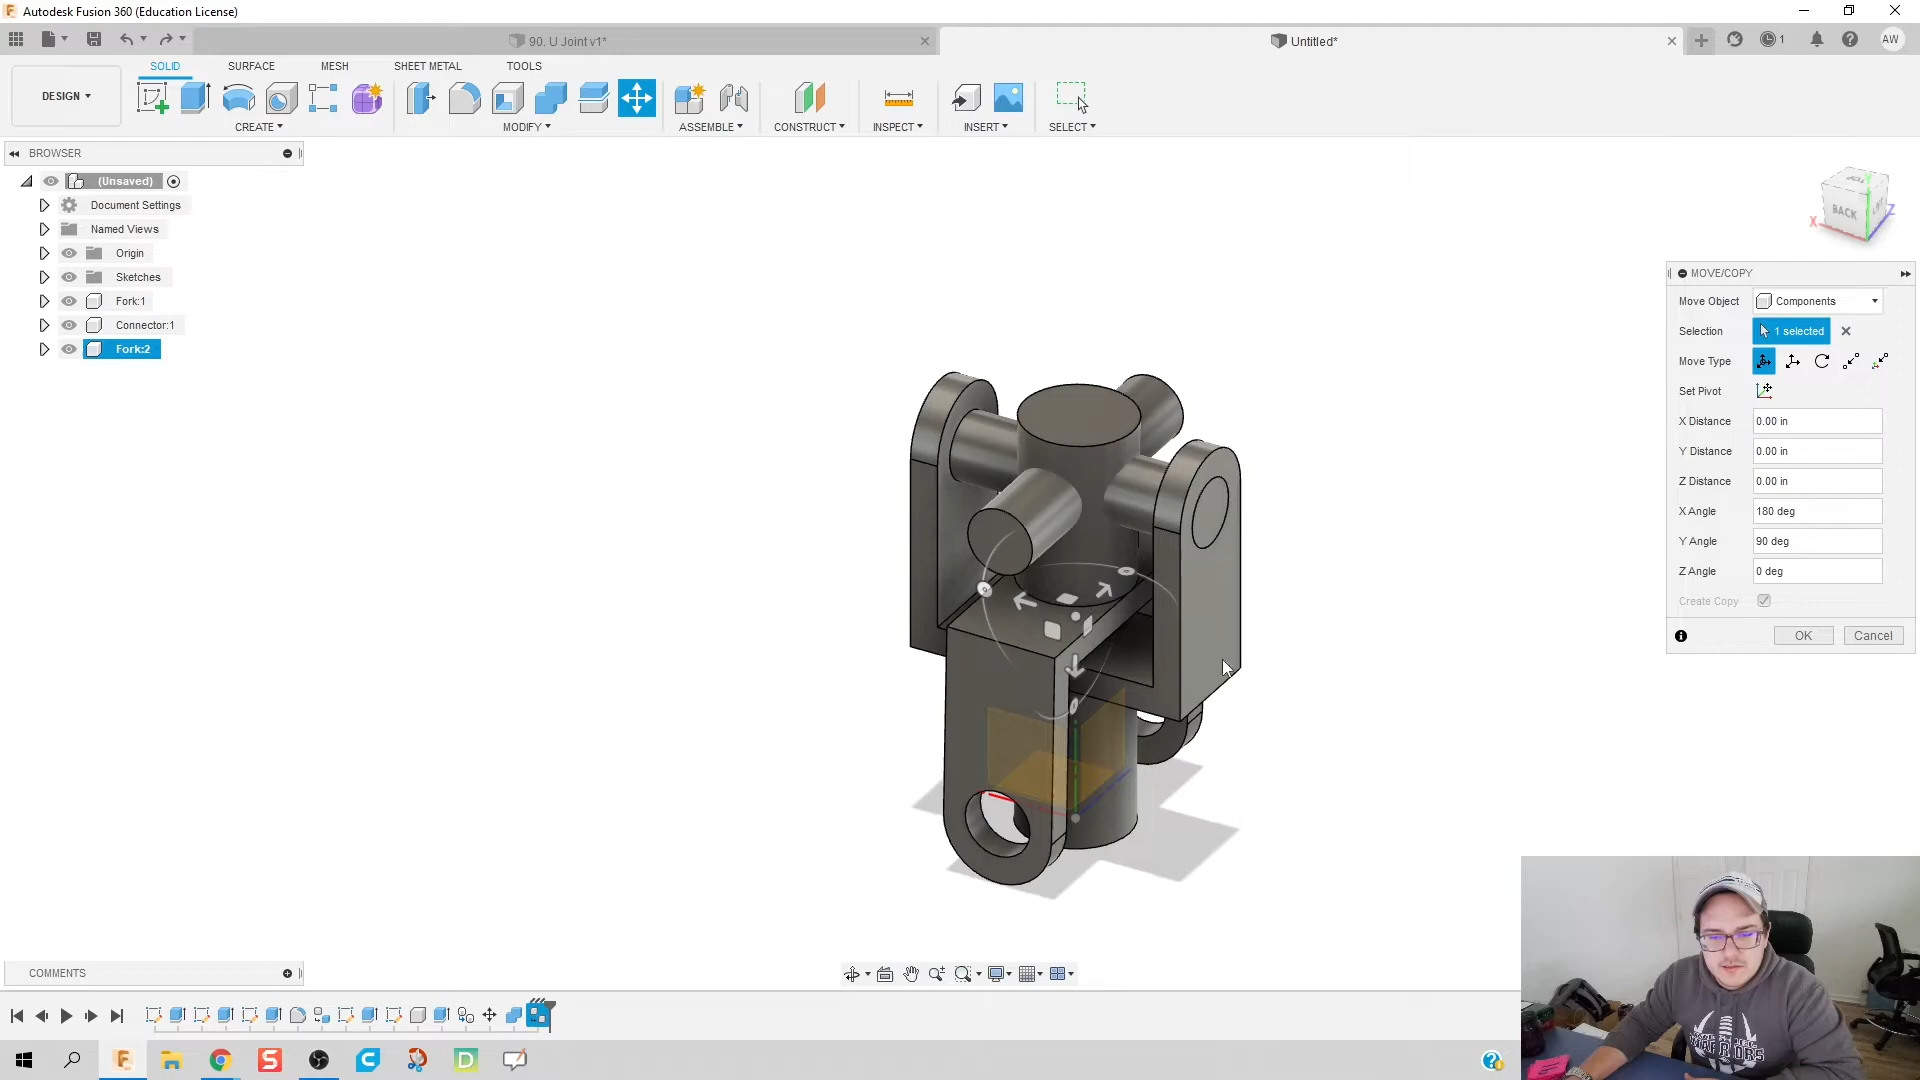 Autodesk Fusion 360 (Education License)
90. U Joint v1*
Untitled*
1
AW
SOLID
SURFACE
MESH
SHEET METAL
TOOLS
DESIGN
CREATE
MODIFY
ASSEMBLE
CONSTRUCT
INSPECT
INSERT
SELECT
BROWSER
(Unsaved)
Document Settings
Named Views
Origin
Sketches
Fork:1
Connector:1
Fork:2
TOP
BACK
X
Y
Z
MOVE/COPY
Move Object
Components
Selection
1 selected
Move Type
Set Pivot
X Distance
0.00 in
Y Distance
0.00 in
Z Distance
0.00 in
X Angle
180 deg
Y Angle
90 deg
Z Angle
0 deg
Create Copy
OK
Cancel
COMMENTS